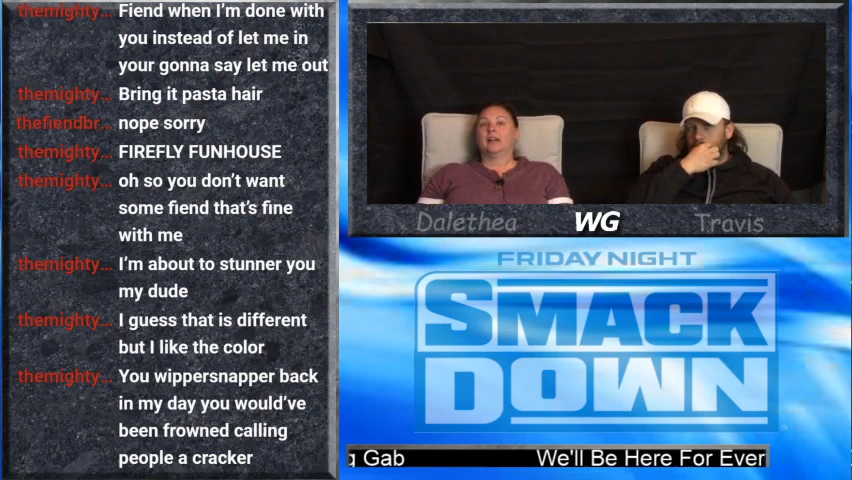 themighty... Fiend when I'm done with
you instead of let me in
your gonna say let me out
themighty... Bring it pasta hair
thefiendbr... nope sorry
themighty... FIREFLY FUNHOUSE
themighty... oh so you don't want
some fiend that's fine
with me
themighty... I'm about to stunner you
my dude
themighty... I guess that is different
but I like the color
themighty... You wippersnapper back
in my day you would've
been frowned calling
people a cracker
Dalethea WG Travis
FRIDAY NIGHT
SMACK
DOWN
Gab We'll Be Here For Ever